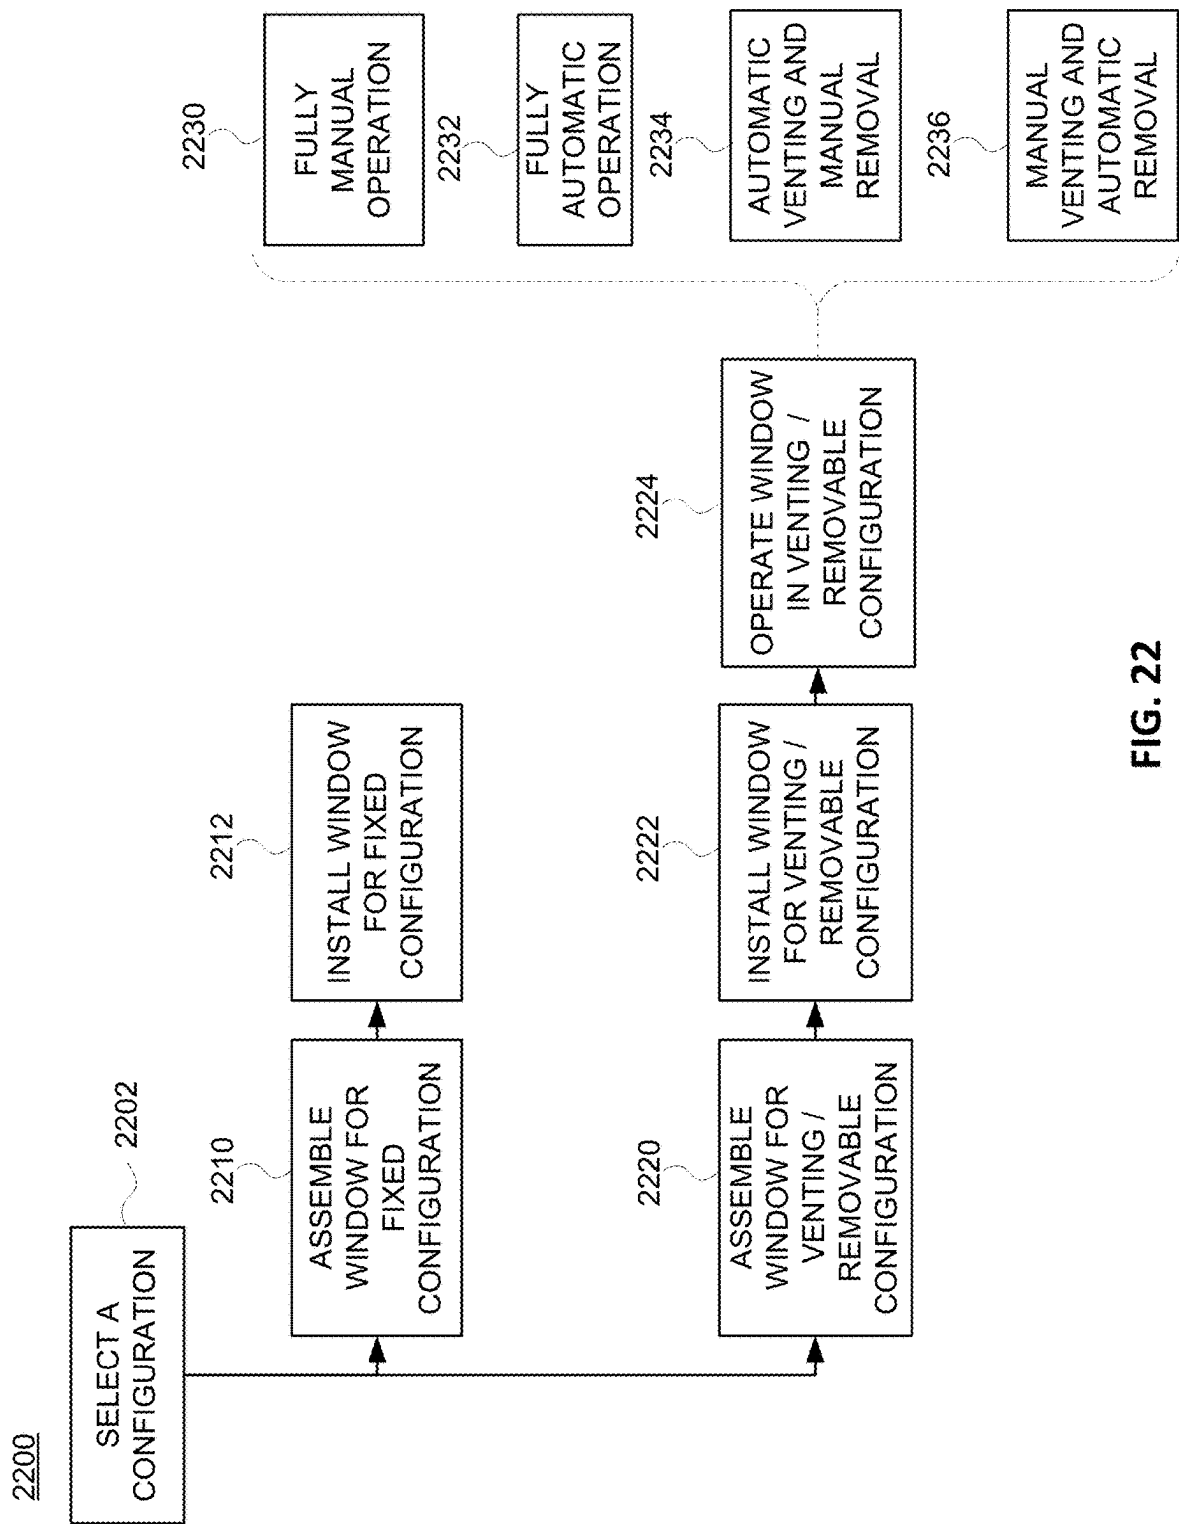 2200
SELECT A
CONFIGURATION
2202
2210
ASSEMBLE
WINDOW FOR
FIXED
CONFIGURATION
2212
INSTALL WINDOW
FOR FIXED
CONFIGURATION
2220
ASSEMBLE
WINDOW FOR
VENTING /
REMOVABLE
CONFIGURATION
2222
INSTALL WINDOW
FOR VENTING /
REMOVABLE
CONFIGURATION
2224
OPERATE WINDOW
IN VENTING /
REMOVABLE
CONFIGURATION
2230
FULLY
MANUAL
OPERATION
2232
FULLY
AUTOMATIC
OPERATION
2234
AUTOMATIC
VENTING AND
MANUAL
REMOVAL
2236
MANUAL
VENTING AND
AUTOMATIC
REMOVAL
FIG. 22